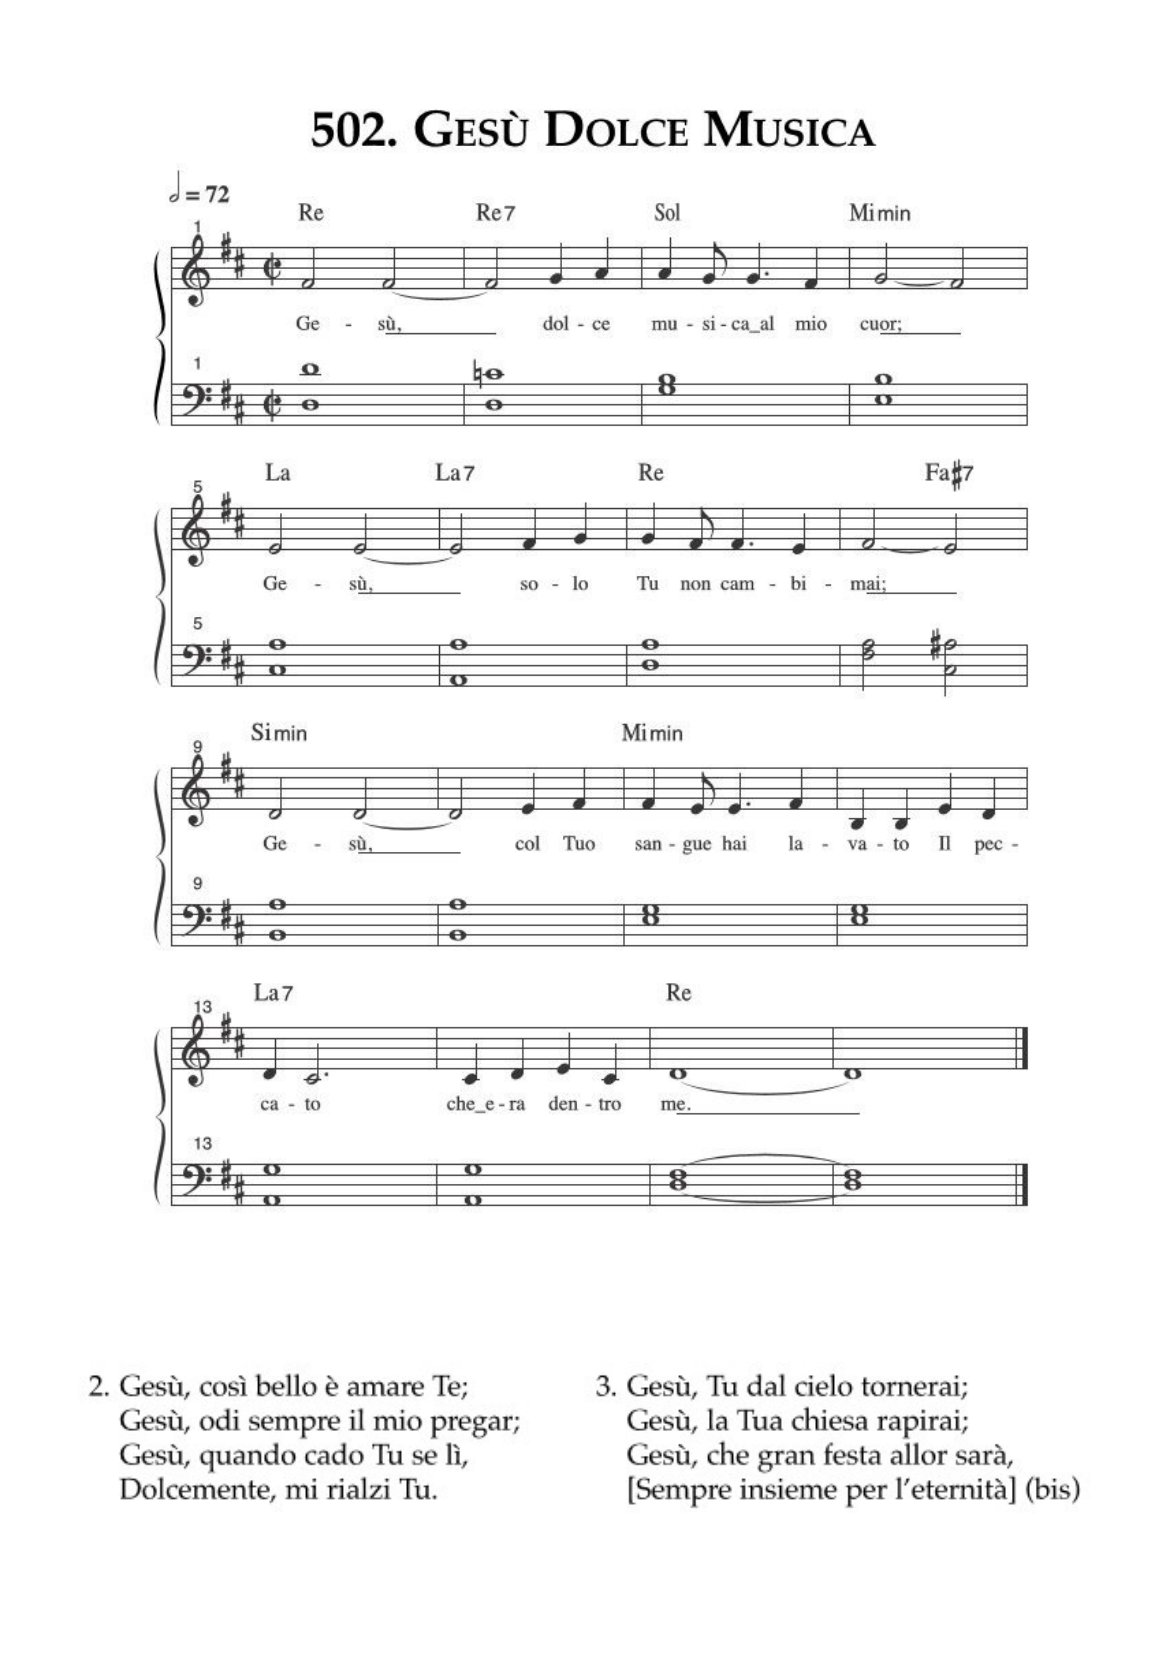 502. GESÙ DOLCE MUSICA
= 72
Re Re7 Sol Mimin
1
Ge - sù, dol - ce mu - si - ca_al mio cuor;
1
La La7 Re Fa♯7
5
Ge - sù, so - lo Tu non cam - bi - mai;
5
Simin Mimin
9
Ge - sù, col Tuo san - gue hai la - va - to Il pec -
9
La7 Re
13
ca - to che_e - ra den - tro me.
13
2. Gesù, così bello è amare Te;
Gesù, odi sempre il mio pregar;
Gesù, quando cado Tu se lì,
Dolcemente, mi rialzi Tu.
3. Gesù, Tu dal cielo tornerai;
Gesù, la Tua chiesa rapirai;
Gesù, che gran festa allor sarà,
[Sempre insieme per l'eternità] (bis)